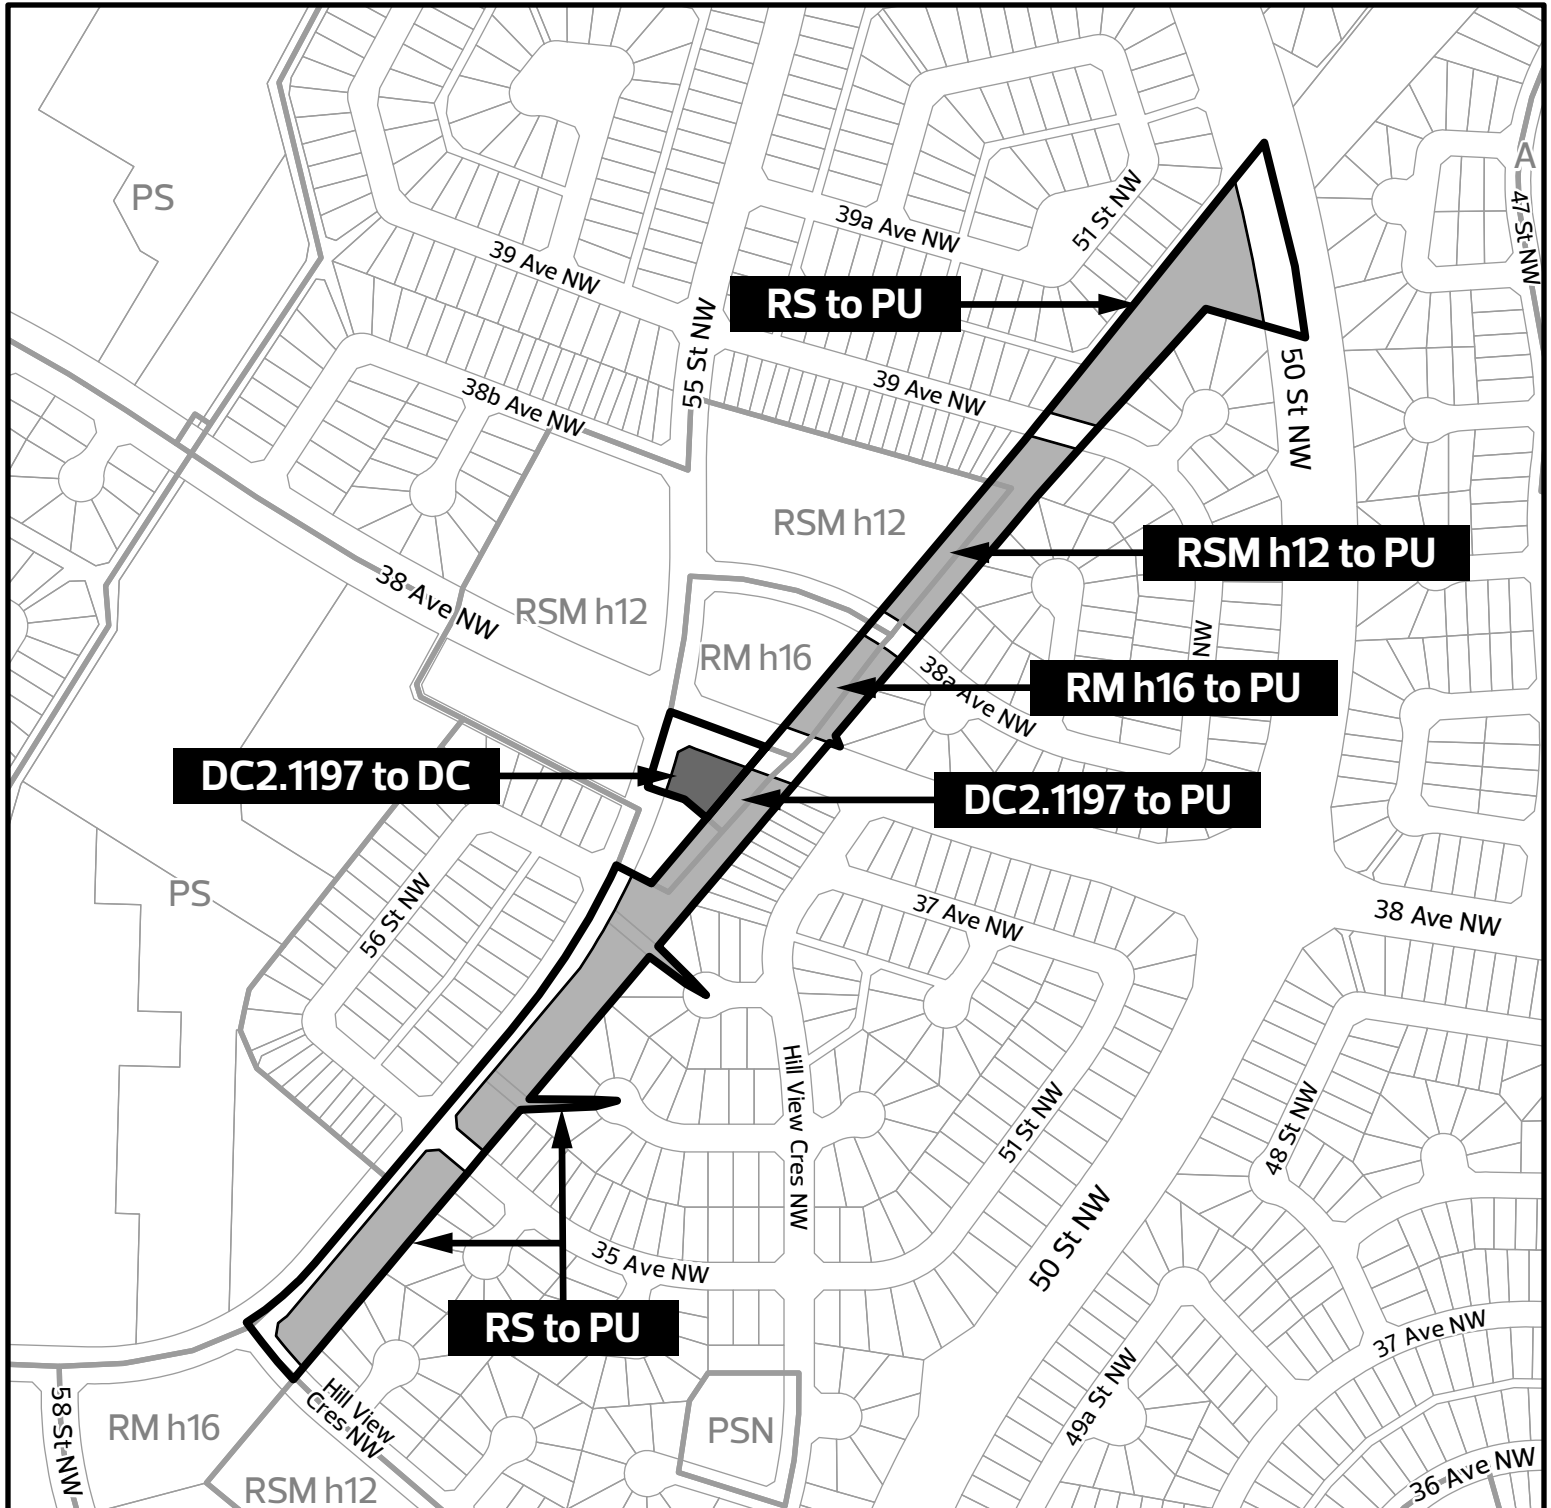 PS
A
47 St NW
39a Ave NW
51 St NW
39 Ave NW
RS to PU
55 St NW
50 St NW
38b Ave NW
39 Ave NW
RSM h12
RSM h12 to PU
38 Ave NW
RSM h12
RM h16
NW
38a Ave NW
RM h16 to PU
DC2.1197 to DC
DC2.1197 to PU
PS
56 St NW
37 Ave NW
38 Ave NW
Hill View Cres NW
51 St NW
48 St NW
50 St NW
35 Ave NW
RS to PU
37 Ave NW
49a St NW
58 St NW
RM h16
Hill View
Cres NW
PSN
36 Ave NW
RSM h12